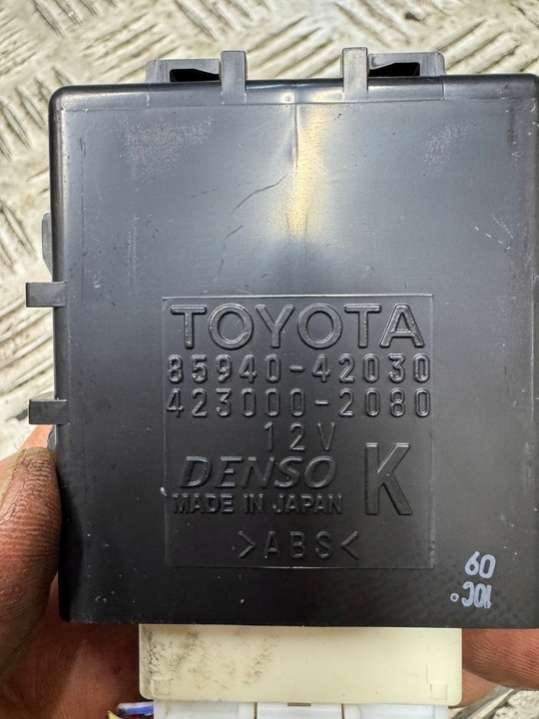 TOYOTA
85940-42030
423000-2080
12V
DENSO K
MADE IN JAPAN
>ABS<
60